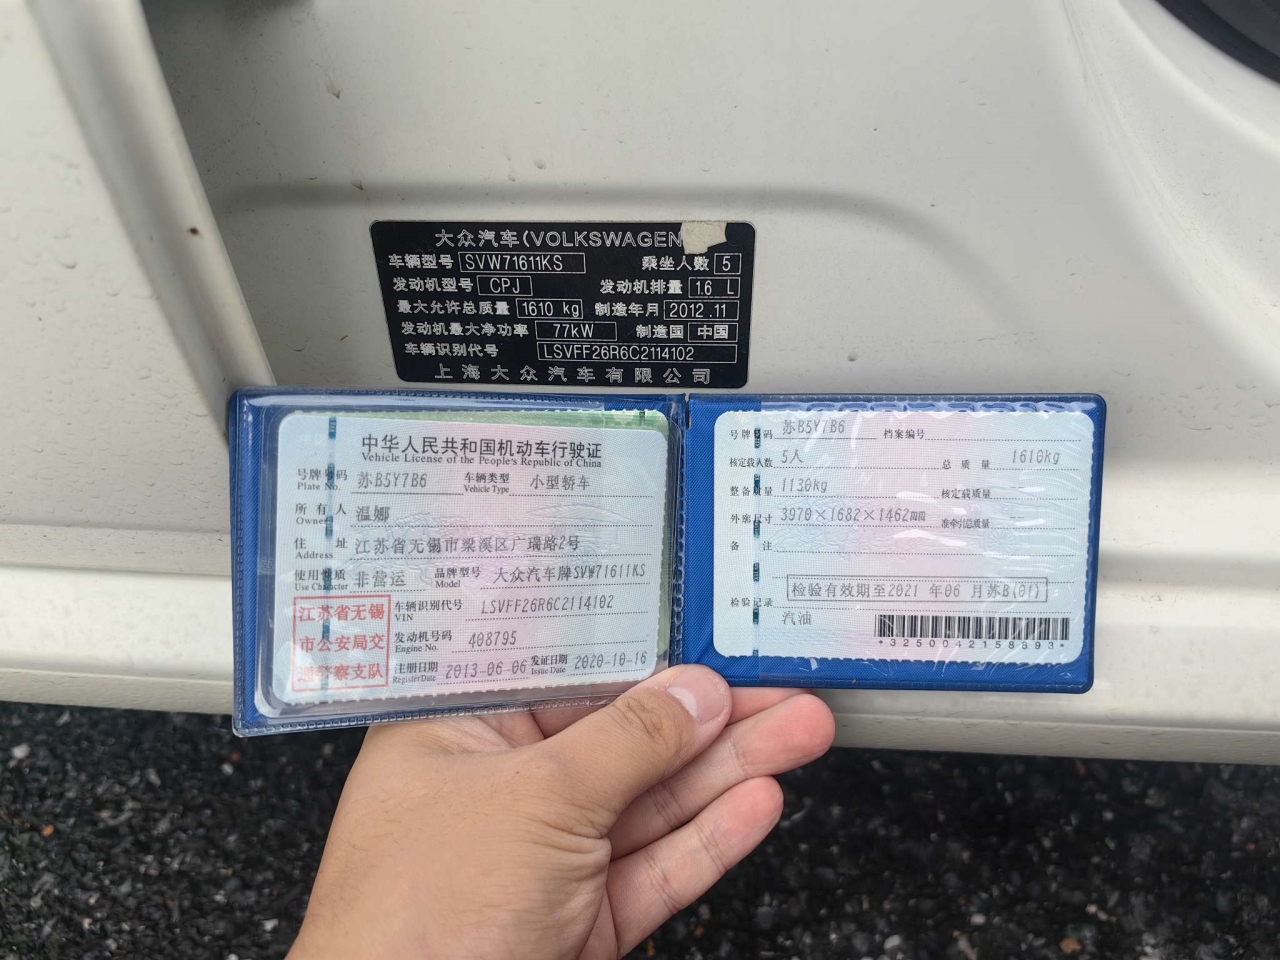 大众汽车(VOLKSWAGEN
车辆型号 SVW71611KS 乘坐人数 5
发动机型号 CPJ 发动机排量 1.6 L
最大允许总质量 1610 kg 制造年月 2012.11
发动机最大净功率 77kW 制造国 中国
车辆识别代号 LSVFF26R6C2114102
上海大众汽车有限公司
中华人民共和国机动车行驶证
Vehicle License of the People's Republic of China
号牌号码 苏B5Y7B6 车辆类型 小型轿车
Plate No. Vehicle Type
所有人 温娜
Owner
住址 江苏省无锡市梁溪区广瑞路2号
Address
使用性质 非营运 品牌型号 大众汽车牌SVW71611KS
Use Character Model
江苏省无锡
市公安局交
通警察支队
车辆识别代号 LSVFF26R6C2114102
VIN
发动机号码 408795
Engine No.
注册日期 2013-06-06 发证日期 2020-10-16
Register Date Issue Date
号牌号码 苏B5Y7B6 档案编号
核定载人数 5人 总质量 1610kg
整备质量 1130kg 核定载质量 --
外廓尺寸 3970×1682×1462mm 准牵引总质量 --
备注
检验有效期至2021 年06 月苏B(01)
检验记录
汽油
*3250042158393*